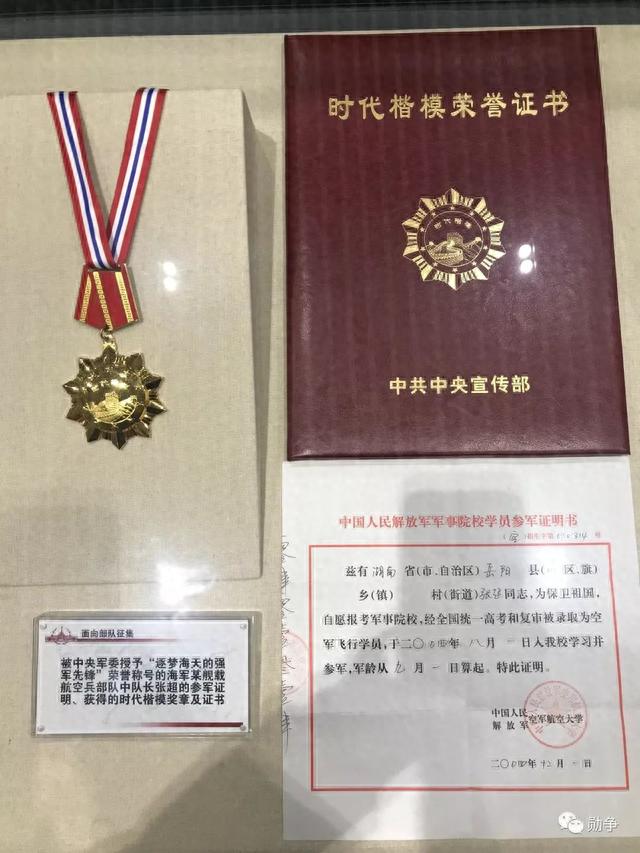 时代楷模荣誉证书
时代楷模
中共中央宣传部
中国人民解放军军事院校学员参军证明书
兹有湖南省(市、自治区)岳阳县(区、旗)
乡(镇) 村(街道)张超同志,为保卫祖国,
自愿报考军事院校,经全国统一高考和复审被录取为空
军飞行学员,于二〇〇四年八月一日入我校学习并
参军,军龄从九月一日算起。特此证明。
中国人民
解放军
空军航空大学
二〇〇四年十二月一日
面向部队征集
被中央军委授予“逐梦海天的强
军先锋”荣誉称号的海军某舰载
航空兵部队中队长张超的参军证
明、获得的时代楷模奖章及证书
勋争